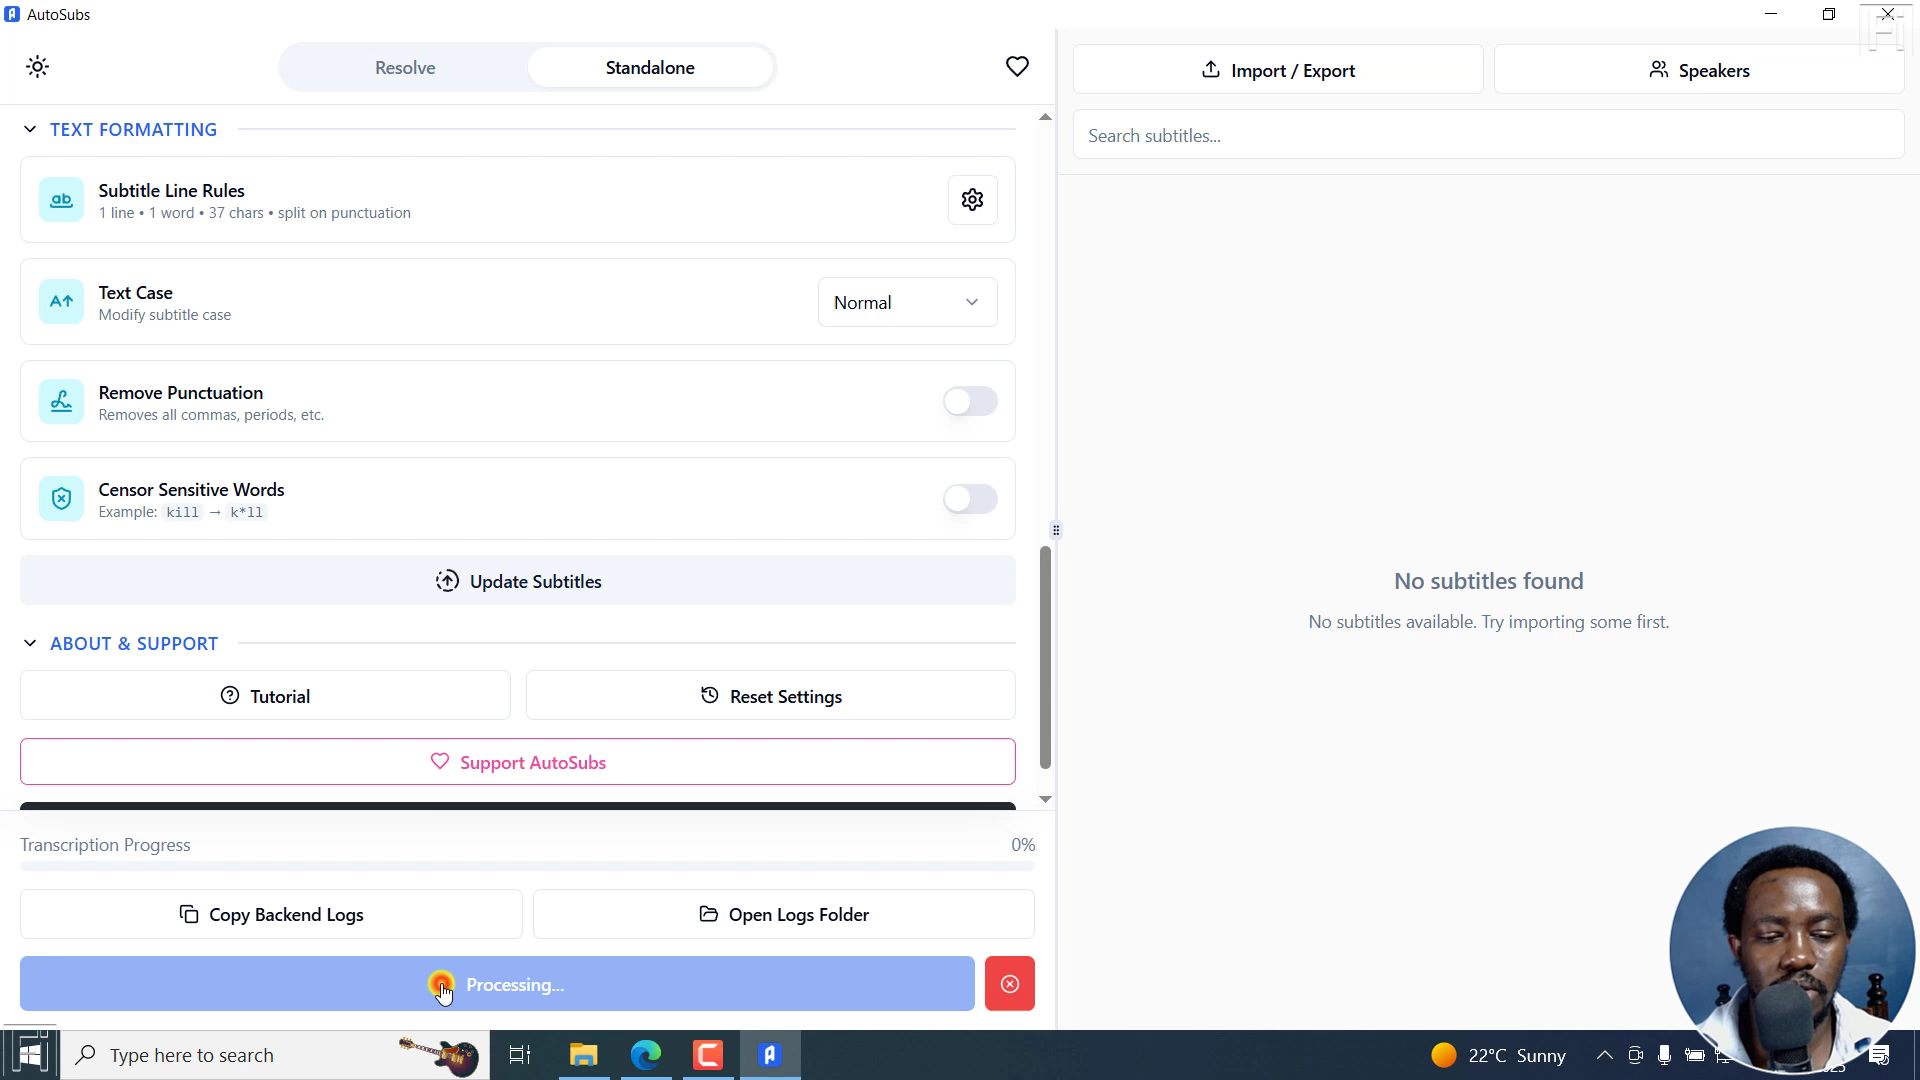 AutoSubs
Resolve
Standalone
Import / Export
Speakers
Search subtitles...
TEXT FORMATTING
ab
Subtitle Line Rules
1 line • 1 word • 37 chars • split on punctuation
A
Text Case
Modify subtitle case
Normal
Remove Punctuation
Removes all commas, periods, etc.
Censor Sensitive Words
Example: kill → k*ll
Update Subtitles
No subtitles found
No subtitles available. Try importing some first.
ABOUT & SUPPORT
Tutorial
Reset Settings
Support AutoSubs
Transcription Progress
0%
Copy Backend Logs
Open Logs Folder
Processing...
Type here to search
22°C Sunny